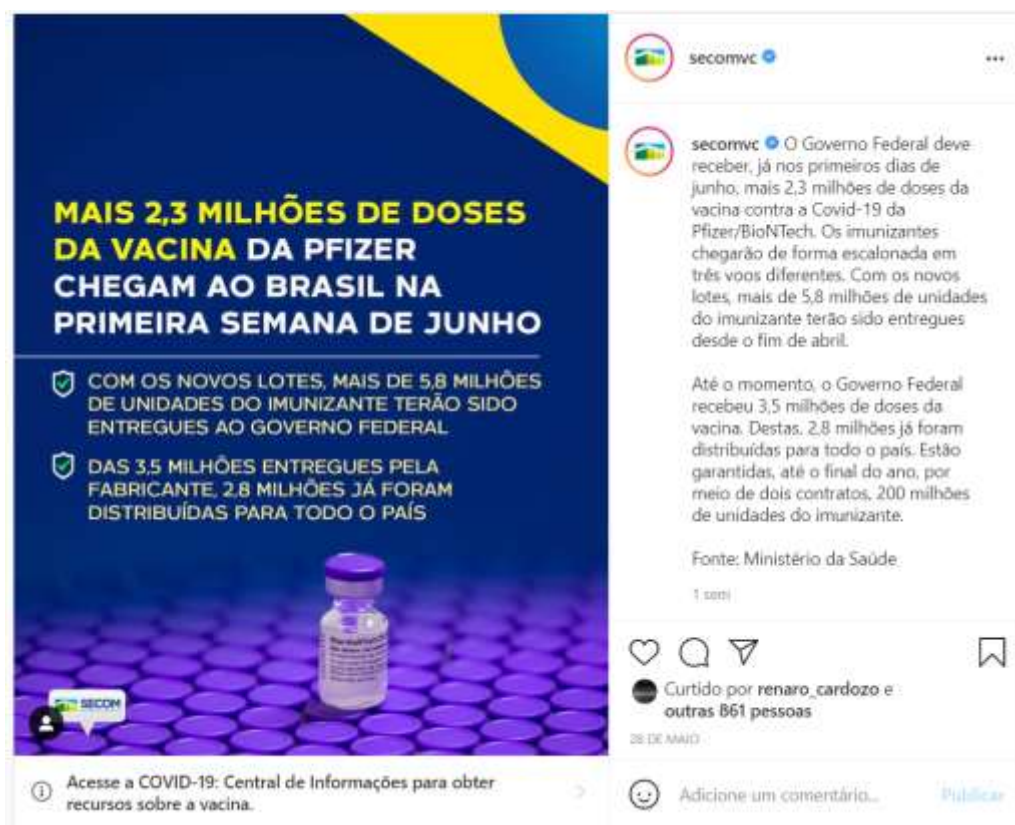 MAIS 2,3 MILHÕES DE DOSES
DA VACINA DA PFIZER
CHEGAM AO BRASIL NA
PRIMEIRA SEMANA DE JUNHO
COM OS NOVOS LOTES, MAIS DE 5,8 MILHÕES
DE UNIDADES DO IMUNIZANTE TERÃO SIDO
ENTREGUES AO GOVERNO FEDERAL
DAS 3,5 MILHÕES ENTREGUES PELA
FABRICANTE, 2,8 MILHÕES JÁ FORAM
DISTRIBUÍDAS PARA TODO O PAÍS
SECOM
Acesse a COVID-19: Central de Informações para obter
recursos sobre a vacina.
secomvc
secomvc O Governo Federal deve
receber, já nos primeiros dias de
junho, mais 2,3 milhões de doses da
vacina contra a Covid-19 da
Pfizer/BioNTech. Os imunizantes
chegarão de forma escalonada em
três voos diferentes. Com os novos
lotes, mais de 5,8 milhões de unidades
do imunizante terão sido entregues
desde o fim de abril.
Até o momento, o Governo Federal
recebeu 3,5 milhões de doses da
vacina. Destas, 2,8 milhões já foram
distribuídas para todo o país. Estão
garantidas, até o final do ano, por
meio de dois contratos, 200 milhões
de unidades do imunizante.
Fonte: Ministério da Saúde
1 sem
Curtido por renaro_cardozo e
outras 861 pessoas
28 DE MAIO
Adicione um comentário... Publicar